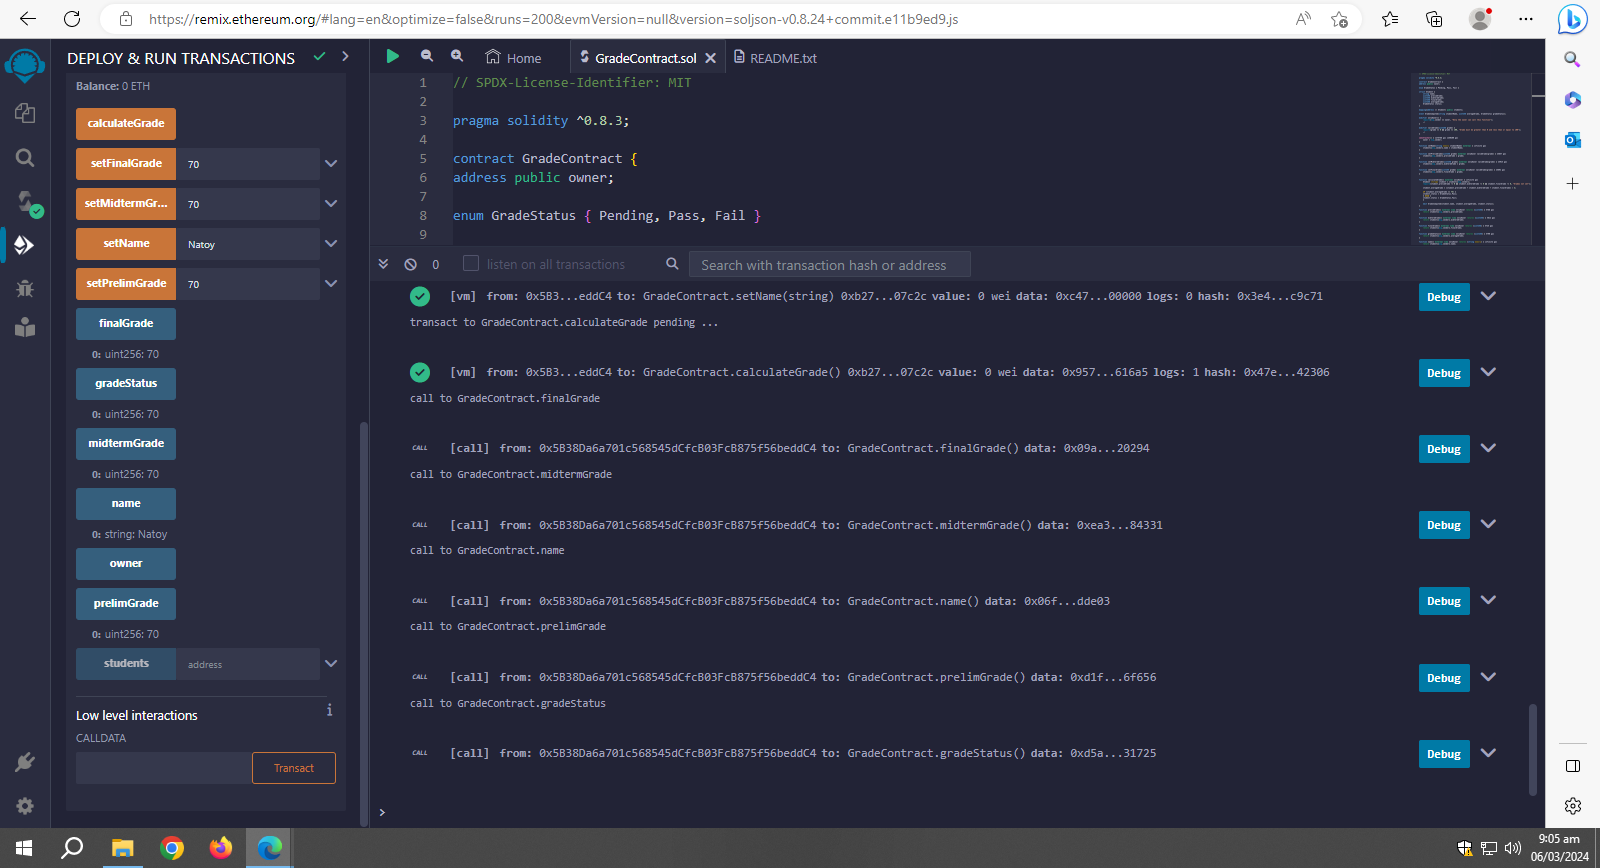 https://remix.ethereum.org/#lang=en&optimize=false&runs=200&evmVersion=null&version=soljson-v0.8.24+commit.e11b9ed9.js
DEPLOY & RUN TRANSACTIONS
Balance: 0 ETH
calculateGrade
setFinalGrade 70
setMidtermGr... 70
setName Natoy
setPrelimGrade 70
finalGrade
0: uint256: 70
gradeStatus
0: uint256: 70
midtermGrade
0: uint256: 70
name
0: string: Natoy
owner
prelimGrade
0: uint256: 70
students address
Low level interactions
i
CALLDATA
Transact
Home
GradeContract.sol
README.txt
1 // SPDX-License-Identifier: MIT
2
3 pragma solidity ^0.8.3;
4
5 contract GradeContract {
6 address public owner;
7
8 enum GradeStatus { Pending, Pass, Fail }
9
0 listen on all transactions Search with transaction hash or address
[vm] from: 0x5B3...eddC4 to: GradeContract.setName(string) 0xb27...07c2c value: 0 wei data: 0xc47...00000 logs: 0 hash: 0x3e4...c9c71 Debug
transact to GradeContract.calculateGrade pending ...
[vm] from: 0x5B3...eddC4 to: GradeContract.calculateGrade() 0xb27...07c2c value: 0 wei data: 0x957...616a5 logs: 1 hash: 0x47e...42306 Debug
call to GradeContract.finalGrade
CALL [call] from: 0x5B38Da6a701c568545dCfcB03FcB875f56beddC4 to: GradeContract.finalGrade() data: 0x09a...20294 Debug
call to GradeContract.midtermGrade
CALL [call] from: 0x5B38Da6a701c568545dCfcB03FcB875f56beddC4 to: GradeContract.midtermGrade() data: 0xea3...84331 Debug
call to GradeContract.name
CALL [call] from: 0x5B38Da6a701c568545dCfcB03FcB875f56beddC4 to: GradeContract.name() data: 0x06f...dde03 Debug
call to GradeContract.prelimGrade
CALL [call] from: 0x5B38Da6a701c568545dCfcB03FcB875f56beddC4 to: GradeContract.prelimGrade() data: 0xd1f...6f656 Debug
call to GradeContract.gradeStatus
CALL [call] from: 0x5B38Da6a701c568545dCfcB03FcB875f56beddC4 to: GradeContract.gradeStatus() data: 0xd5a...31725 Debug
>
9:05 am
06/03/2024